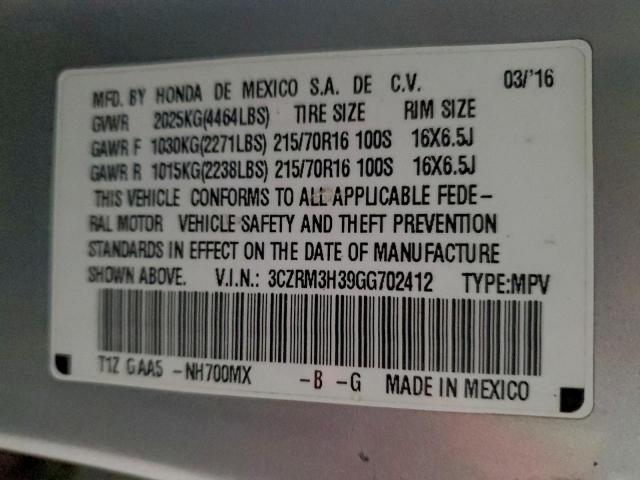 MFD. BY HONDA DE MEXICO S.A. DE C.V. 03/'16
GVWR 2025KG(4464LBS) TIRE SIZE RIM SIZE
GAWR F 1030KG(2271LBS) 215/70R16 100S 16X6.5J
GAWR R 1015KG(2238LBS) 215/70R16 100S 16X6.5J
THIS VEHICLE CONFORMS TO ALL APPLICABLE FEDE-
RAL MOTOR VEHICLE SAFETY AND THEFT PREVENTION
STANDARDS IN EFFECT ON THE DATE OF MANUFACTURE
SHOWN ABOVE. V.I.N.: 3CZRM3H39GG702412 TYPE:MPV
T1Z GAA5 -NH700MX -B -G MADE IN MEXICO